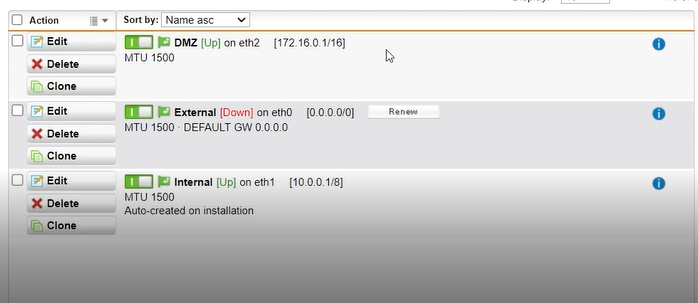 Action
Sort by: Name asc
Edit
DMZ [Up] on eth2 [172.16.0.1/16]
MTU 1500
Delete
Clone
Edit
External [Down] on eth0 [0.0.0.0/0] Renew
MTU 1500 · DEFAULT GW 0.0.0.0
Delete
Clone
Edit
Internal [Up] on eth1 [10.0.0.1/8]
MTU 1500
Delete
Auto-created on installation
Clone